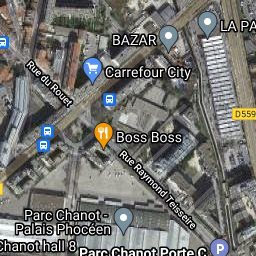 BAZAR
LA PA
Rue du Rouet
Carrefour City
D559
Boss Boss
Rue Raymond Teisseire
Parc Chanot -
Palais Phocéen
Chanot hall 8
Parc Chanot Porte C
P